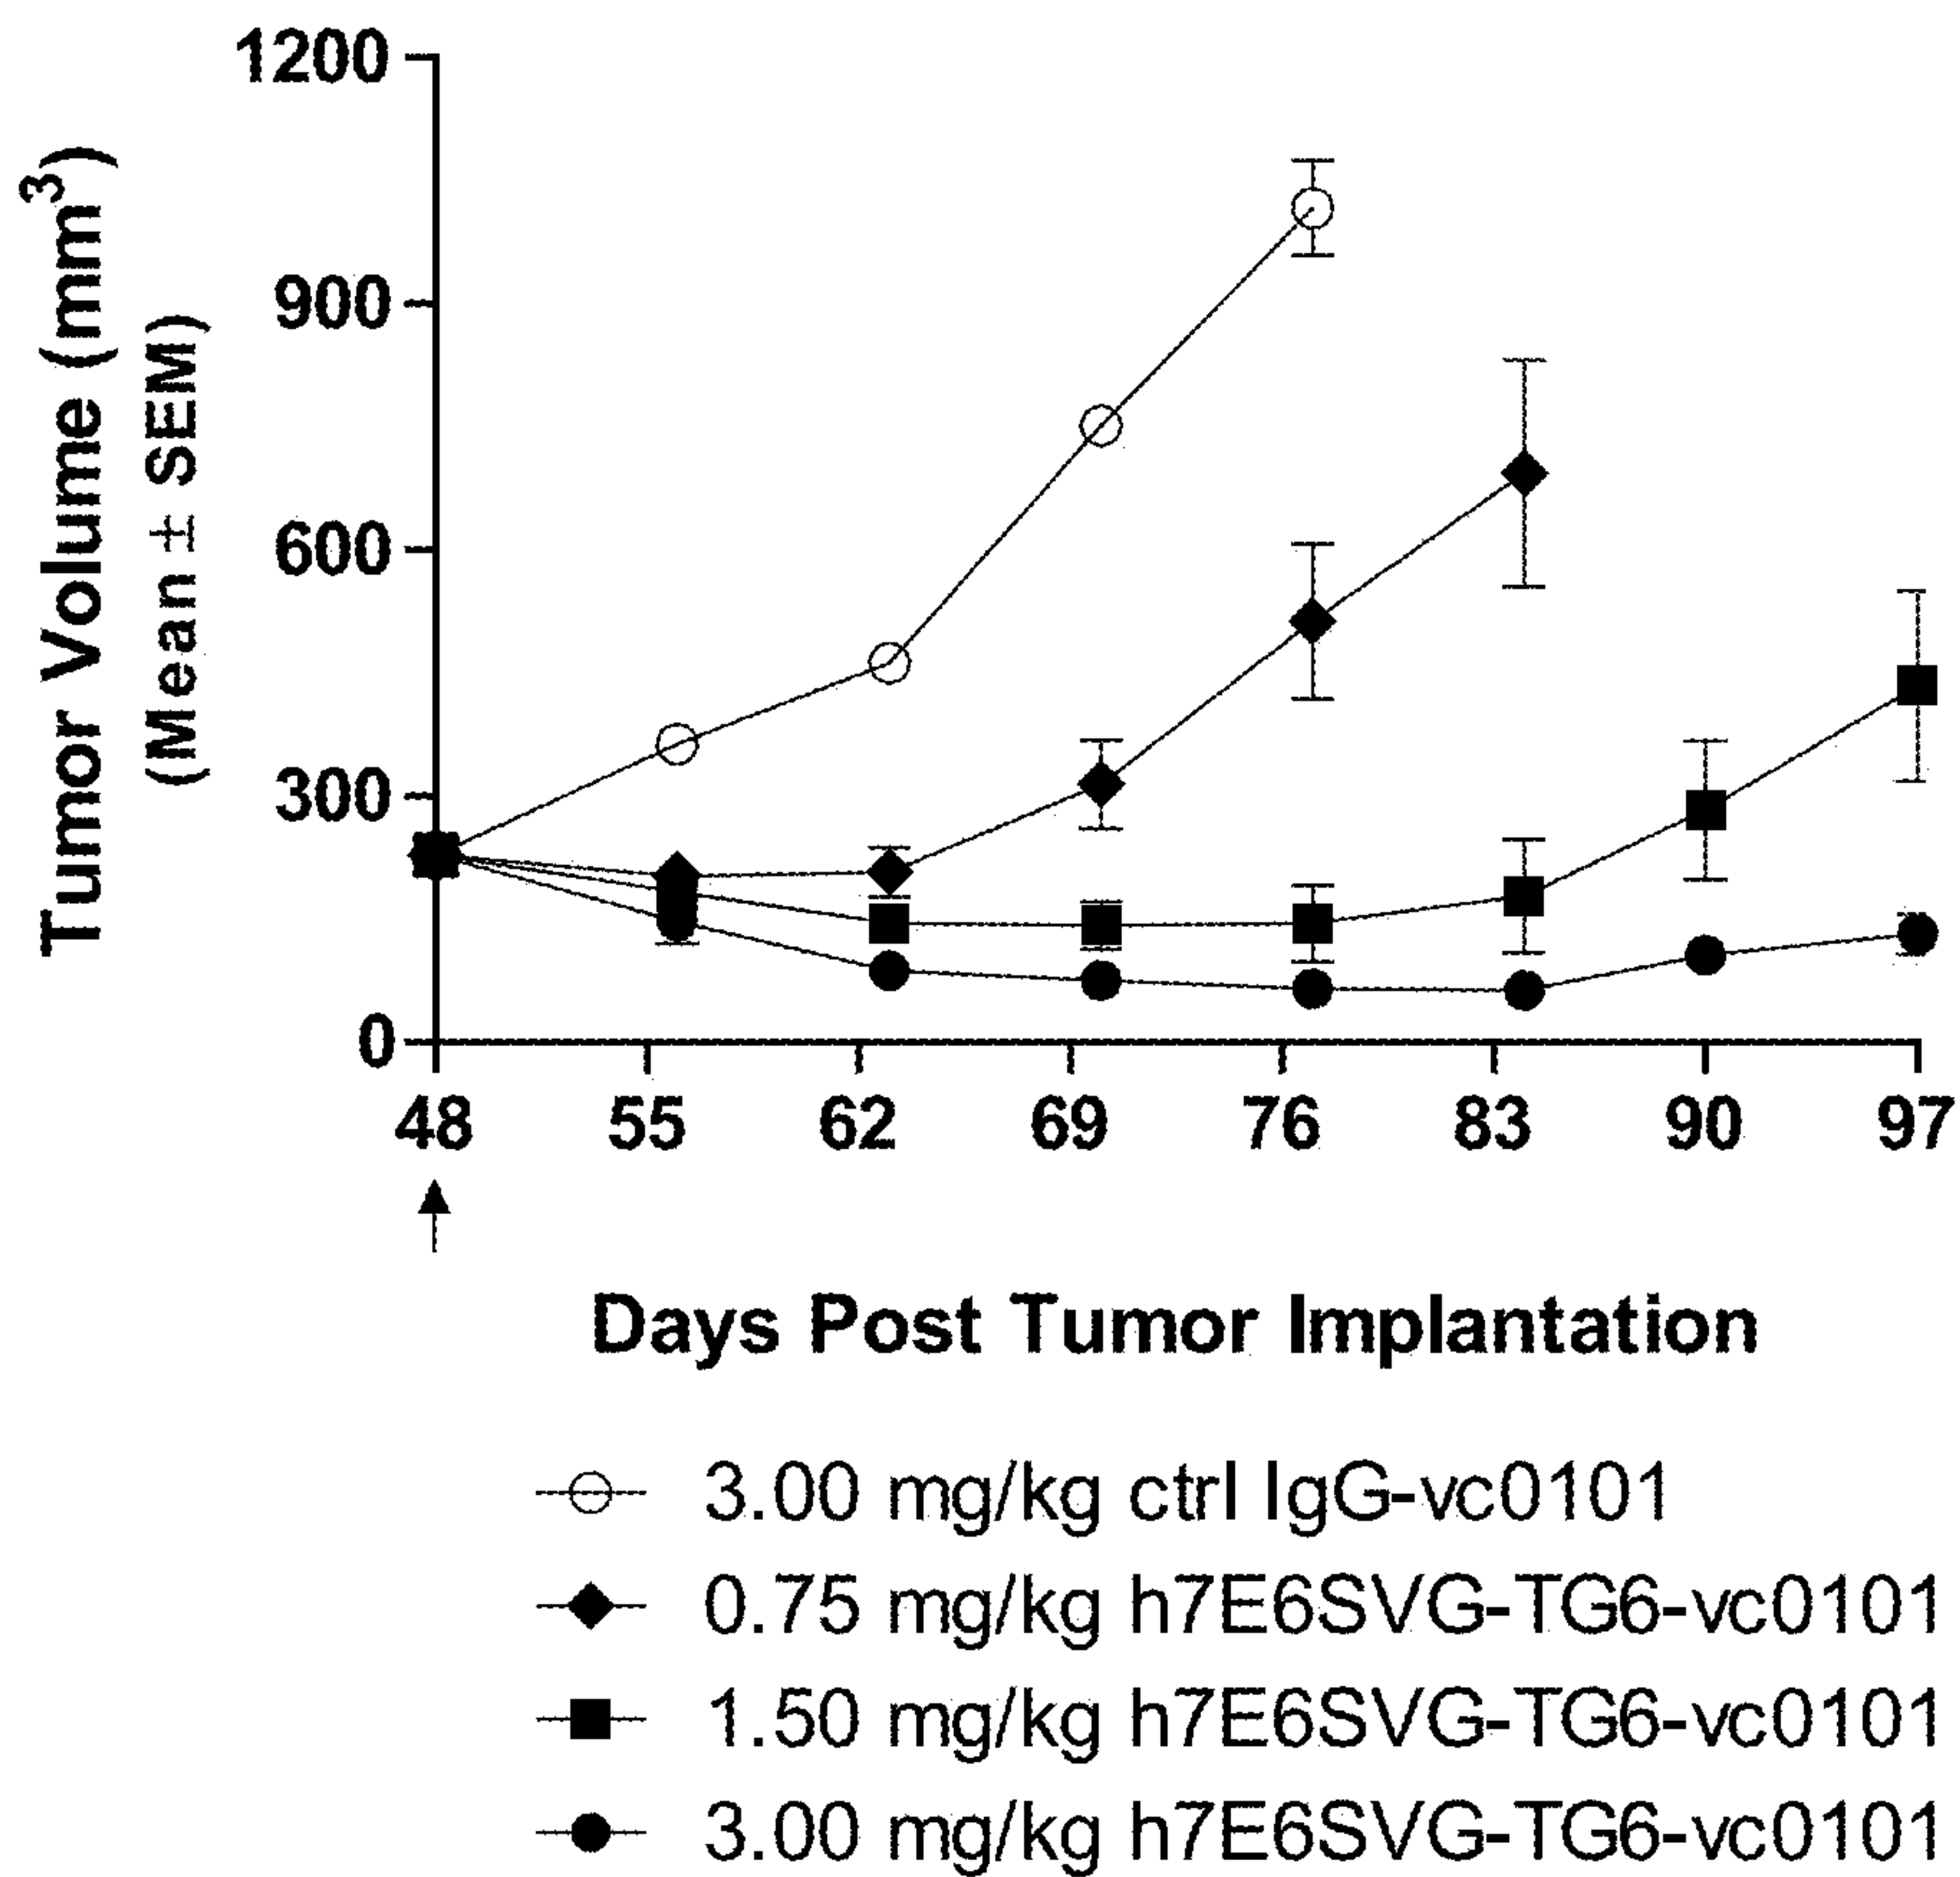 Tumor Volume (mm³)
(Mean ± SEM)
1200
900
600
300
0
48 55 62 69 76 83 90 97
Days Post Tumor Implantation
3.00 mg/kg ctrl IgG-vc0101
0.75 mg/kg h7E6SVG-TG6-vc0101
1.50 mg/kg h7E6SVG-TG6-vc0101
3.00 mg/kg h7E6SVG-TG6-vc0101